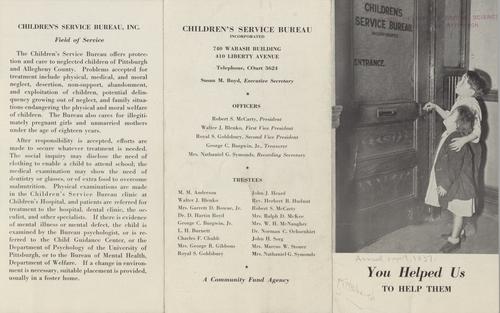 CHILDREN'S SERVICE BUREAU, INC.
Field of Service
The Children's Service Bureau offers protec-
tion and care to neglected children of Pittsburgh
and Allegheny County. Problems accepted for
treatment include physical, medical, and moral
neglect, desertion, non-support, abandonment,
and exploitation of children, potential delin-
quency growing out of neglect, and family situa-
tions endangering the physical and moral welfare
of children. The Bureau also cares for illegiti-
mately pregnant girls and unmarried mothers
under the age of eighteen years.
After responsibility is accepted, efforts are
made to secure whatever treatment is needed.
The social inquiry may disclose the need of
clothing to enable a child to attend school; the
medical examination may show the need of
dentistry or glasses, or of extra food to overcome
malnutrition. Physical examinations are made
in the Children's Service Bureau clinic at
Children's Hospital, and patients are referred for
treatment to the hospital, dental clinic, the oc-
culist, and other specialists. If there is evidence
of mental illness or mental defect, the child is
examined by the Bureau psychologist, or is re-
ferred to the Child Guidance Center, or the
Department of Psychology of the University of
Pittsburgh, or to the Bureau of Mental Health,
Department of Welfare. If a change in environ-
ment is necessary, suitable placement is provided,
usually in a foster home.
CHILDREN'S SERVICE BUREAU
INCORPORATED
740 WABASH BUILDING
410 LIBERTY AVENUE
Telephone, COurt 5624
Susan M. Boyd, Executive Secretary
OFFICERS
Robert S. McCarty, President
Walter J. Blenko, First Vice President
Royal S. Goldsbury, Second Vice President
George C. Burgwin, Jr., Treasurer
Mrs. Nathaniel G. Symonds, Recording Secretary
TRUSTEES
M. M. Anderson
Walter J. Blenko
Mrs. Garrett D. Bowne, Jr.
Dr. D. Hartin Boyd
George C. Burgwin, Jr.
L. H. Burnett
Charles F. Chubb
Mrs. George R. Gibbons
Royal S. Goldsbury
John J. Heard
Rev. Herbert B. Hudnut
Robert S. McCarty
Mrs. Ralph D. McKee
Mrs. W. H. McNaugher
Dr. Norman C. Ochsenhirt
John H. Sorg
Mrs. Marcus W. Stoner
Mrs. Nathaniel G. Symonds
A Community Fund Agency
CHILDREN'S
SERVICE BUREAU
INCORPORATED
ENTRANCE.
You Helped Us
TO HELP THEM